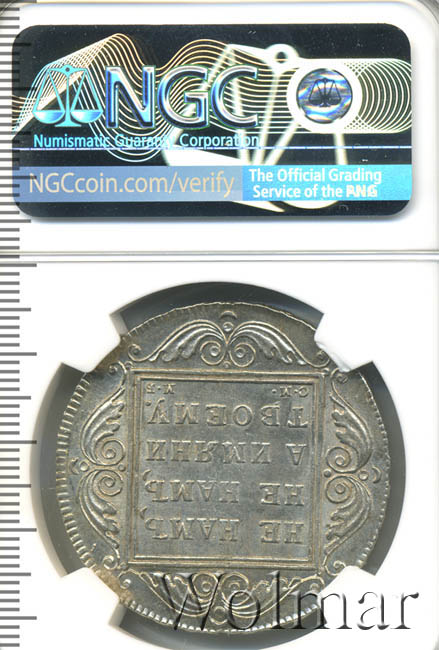 NGC
Numismatic Guaranty Corporation
NGCcoin.com/verify
The Official Grading
Service of the PNG
НЕ НАМЪ,
НЕ НАМЪ,
А ИМЯНИ
ТВОЕМУ.
С·М· М·Б·
Wolmar